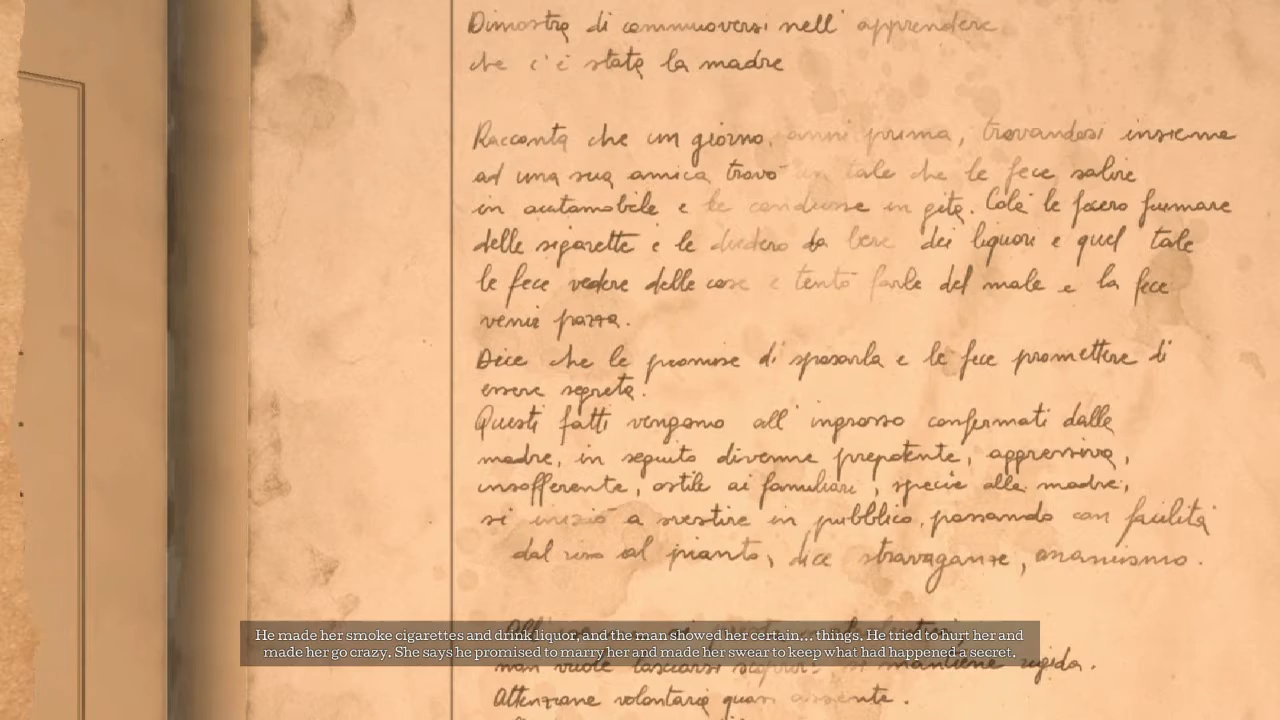 Dimostra di commuoversi nell' apprendere
che c'è stata la madre
Racconta che un giorno, anni prima, trovandosi insieme
ad una sua amica trovò un tale che le fece salire
in automobile e le condusse in gita. Colà le fecero fumare
delle sigarette e le diedero da bere dei liquori e quel tale
le fece vedere delle cose e tentò farle del male e la fece
venir pazza.
Dice che le promise di sposarla e le fece promettere di
essere segreta.
Questi fatti vengono all' ingrosso confermati dalla
madre, in seguito divenne prepotente, oppressiva,
insofferente, ostile ai familiari, specie alla madre,
si iniziò a svestire in pubblico, passando con facilità
dal riso al pianto, dice stravaganze, onanismo.
He made her smoke cigarettes and drink liquor, and the man showed her certain... things. He tried to hurt her and
made her go crazy. She says he promised to marry her and made her swear to keep what had happened a secret.
non vuole lasciarsi si mantiene rigida.
Attenzione volontaria quasi assente.